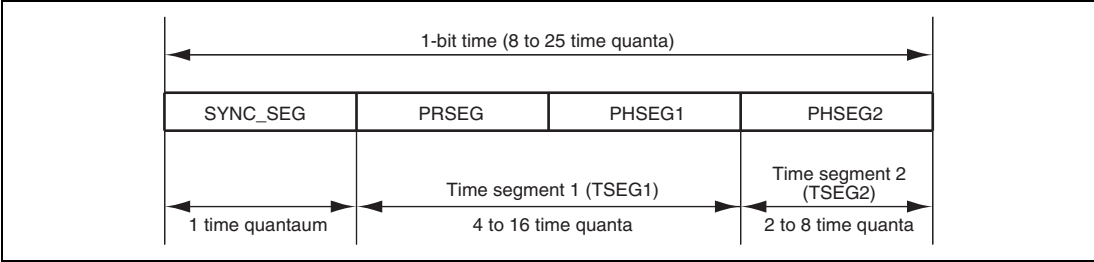 1-bit time (8 to 25 time quanta)
SYNC_SEG PRSEG PHSEG1 PHSEG2
Time segment 1 (TSEG1)
Time segment 2
(TSEG2)
1 time quantaum
4 to 16 time quanta
2 to 8 time quanta